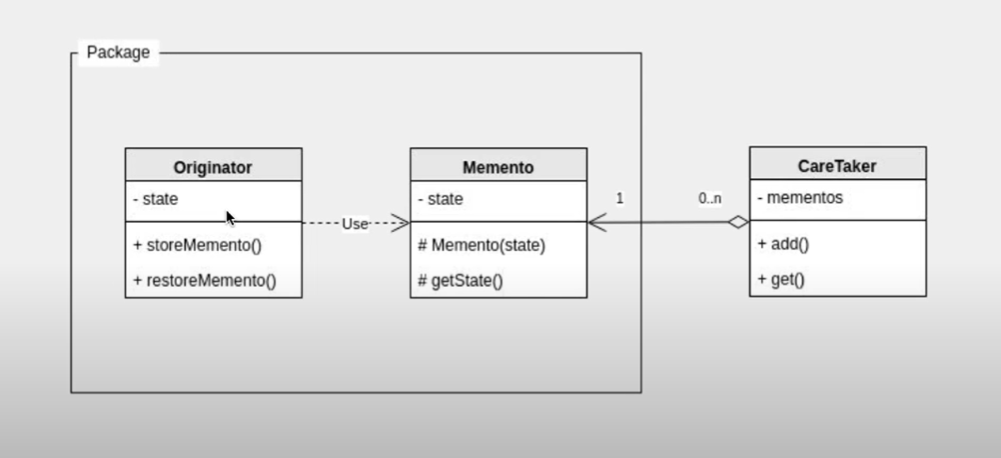 Package
Originator
- state
+ storeMemento()
+ restoreMemento()
Use
Memento
- state
# Memento(state)
# getState()
1
0..n
CareTaker
- mementos
+ add()
+ get()